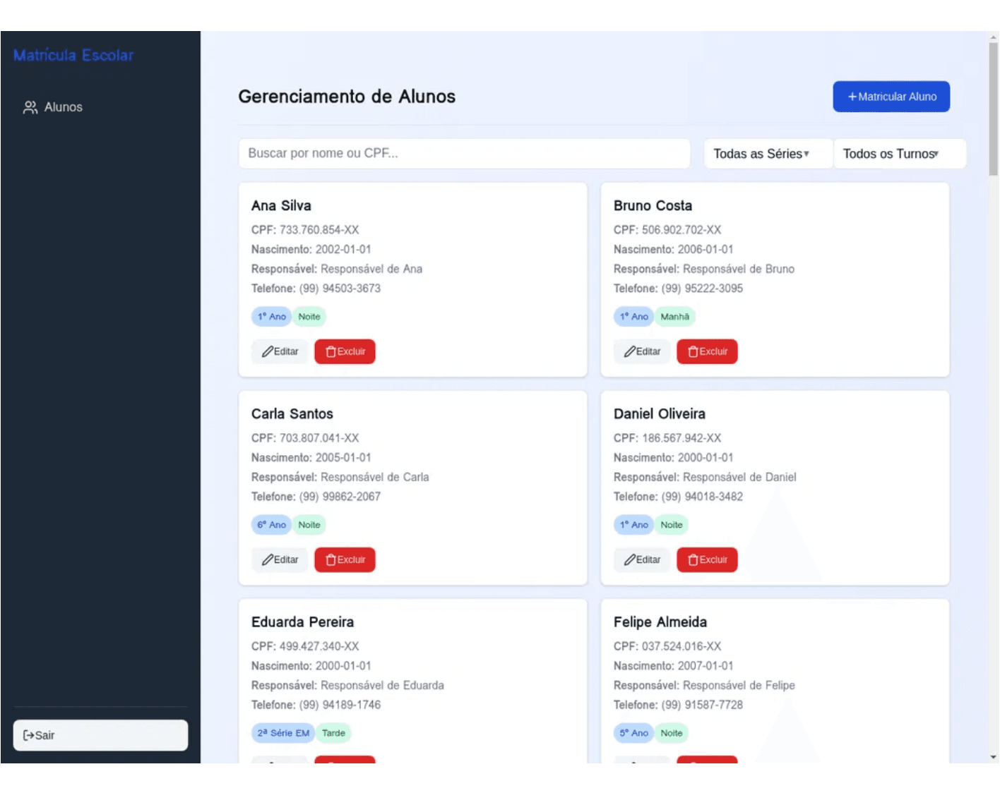 Matrícula Escolar
Alunos
Sair
Gerenciamento de Alunos
+Matricular Aluno
Buscar por nome ou CPF...
Todas as Séries
Todos os Turnos
Ana Silva
CPF: 733.760.854-XX
Nascimento: 2002-01-01
Responsável: Responsável de Ana
Telefone: (99) 94503-3673
1º Ano Noite
Editar Excluir
Bruno Costa
CPF: 506.902.702-XX
Nascimento: 2006-01-01
Responsável: Responsável de Bruno
Telefone: (99) 95222-3095
1º Ano Manhã
Editar Excluir
Carla Santos
CPF: 703.807.041-XX
Nascimento: 2005-01-01
Responsável: Responsável de Carla
Telefone: (99) 99862-2067
6º Ano Noite
Editar Excluir
Daniel Oliveira
CPF: 186.567.942-XX
Nascimento: 2000-01-01
Responsável: Responsável de Daniel
Telefone: (99) 94018-3482
1º Ano Noite
Editar Excluir
Eduarda Pereira
CPF: 499.427.340-XX
Nascimento: 2000-01-01
Responsável: Responsável de Eduarda
Telefone: (99) 94189-1746
2ª Série EM Tarde
Felipe Almeida
CPF: 037.524.016-XX
Nascimento: 2007-01-01
Responsável: Responsável de Felipe
Telefone: (99) 91587-7728
5º Ano Noite